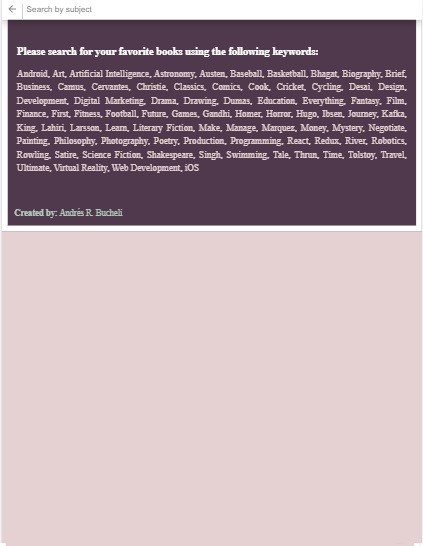 Search by subject
Please search for your favorite books using the following keywords:
Android, Art, Artificial Intelligence, Astronomy, Austen, Baseball, Basketball, Bhagat, Biography, Brief,
Business, Camus, Cervantes, Christie, Classics, Comics, Cook, Cricket, Cycling, Desai, Design,
Development, Digital Marketing, Drama, Drawing, Dumas, Education, Everything, Fantasy, Film,
Finance, First, Fitness, Football, Future, Games, Gandhi, Homer, Horror, Hugo, Ibsen, Journey, Kafka,
King, Lahiri, Larsson, Learn, Literary Fiction, Make, Manage, Marquez, Money, Mystery, Negotiate,
Painting, Philosophy, Photography, Poetry, Production, Programming, React, Redux, River, Robotics,
Rowling, Satire, Science Fiction, Shakespeare, Singh, Swimming, Tale, Thrun, Time, Tolstoy, Travel,
Ultimate, Virtual Reality, Web Development, iOS
Created by: Andrés R. Bucheli